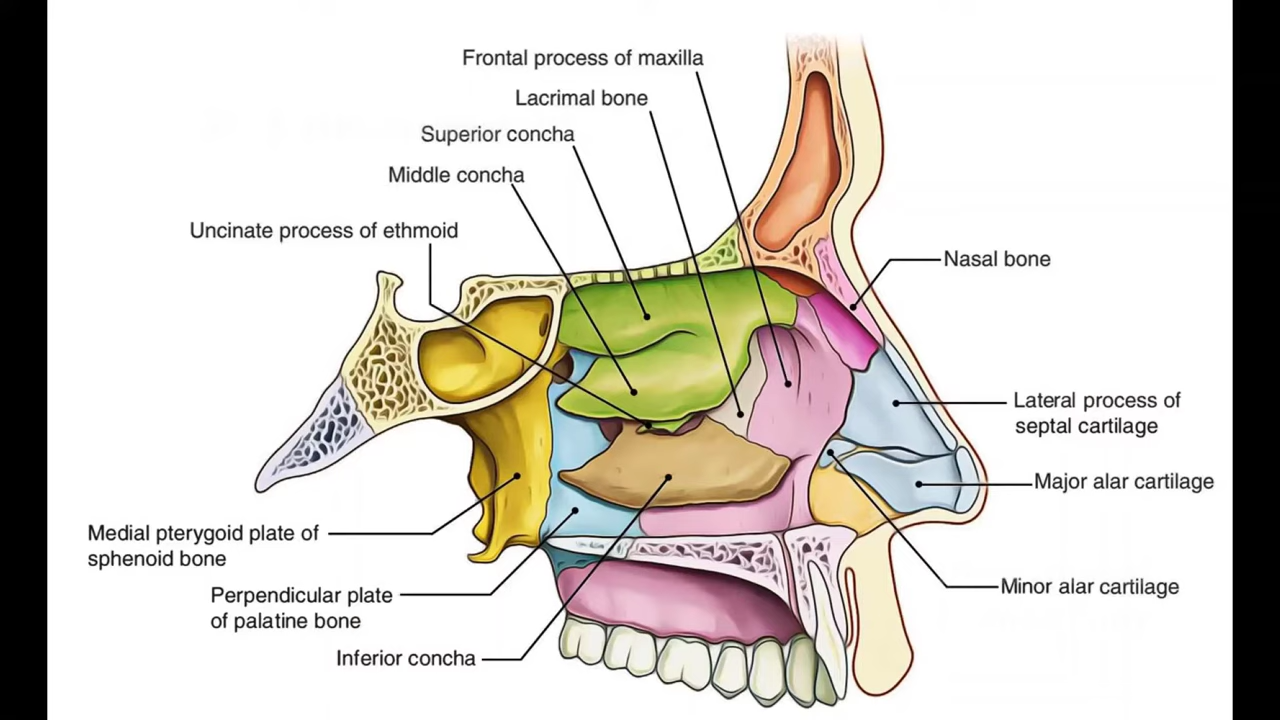 Frontal process of maxilla
Lacrimal bone
Superior concha
Middle concha
Uncinate process of ethmoid
Nasal bone
Lateral process of
septal cartilage
Major alar cartilage
Medial pterygoid plate of
sphenoid bone
Minor alar cartilage
Perpendicular plate
of palatine bone
Inferior concha